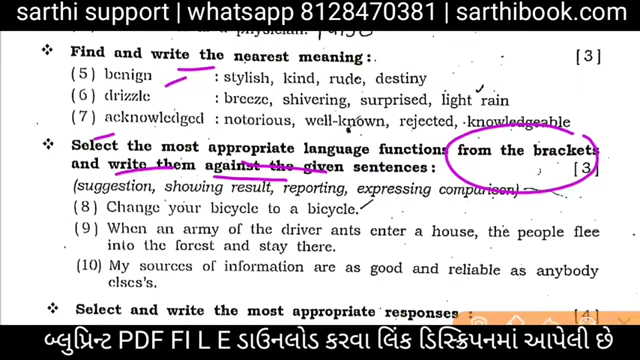 sarthi support | whatsapp 8128470381 | sarthibook.com
❖ Find and write the nearest meaning: [3]
(5) benign : stylish, kind, rude, destiny
(6) drizzle : breeze, shivering, surprised, light rain
(7) acknowledged : notorious, well-known, rejected, knowledgeable
❖ Select the most appropriate language functions from the brackets
and write them against the given sentences: [3]
(suggestion, showing result, reporting, expressing comparison)
(8) Change your bicycle to a bicycle.
(9) When an army of the driver ants enter a house, the people flee
into the forest and stay there.
(10) My sources of information are as good and reliable as anybody
elses's.
❖ Select and write the most appropriate responses : [4]
બ્લુપ્રિન્ટ PDF FI L E ડાઉનલોડ કરવા લિંક ડિસ્ક્રિપનમાં આપેલી છે